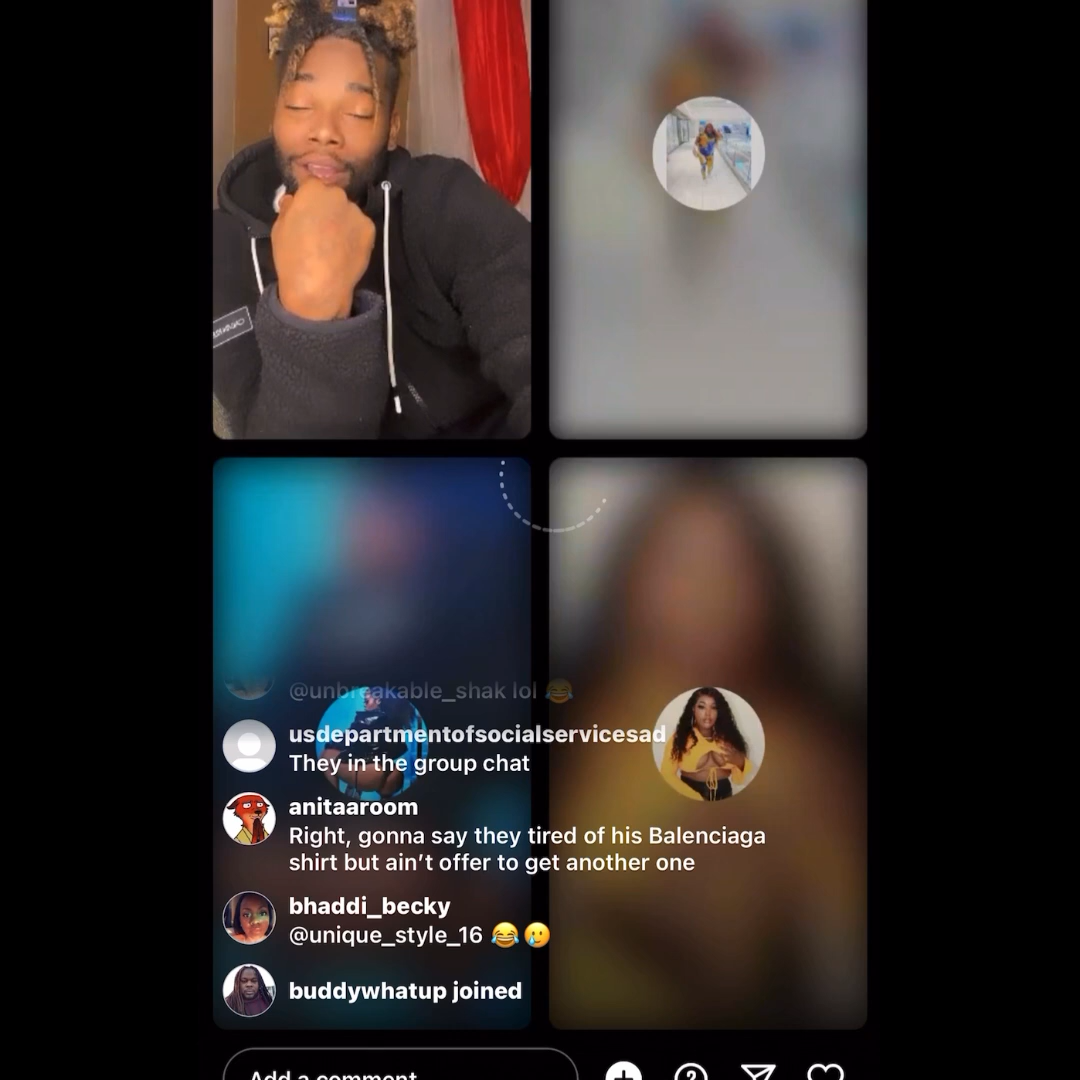 @unbreakable_shak lol 😂
usdepartmentofsocialservicesad
They in the group chat
anitaaroom
Right, gonna say they tired of his Balenciaga
shirt but ain’t offer to get another one
bhaddi_becky
@unique_style_16 😂🥲
buddywhatup joined
Add a comment